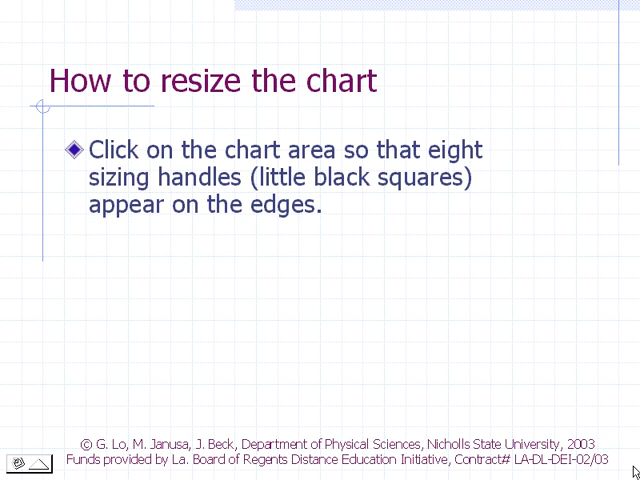 How to resize the chart
Click on the chart area so that eight
sizing handles (little black squares)
appear on the edges.
© G. Lo, M. Janusa, J. Beck, Department of Physical Sciences, Nicholls State University, 2003
Funds provided by La. Board of Regents Distance Education Initiative, Contract# LA-DL-DEI-02/03